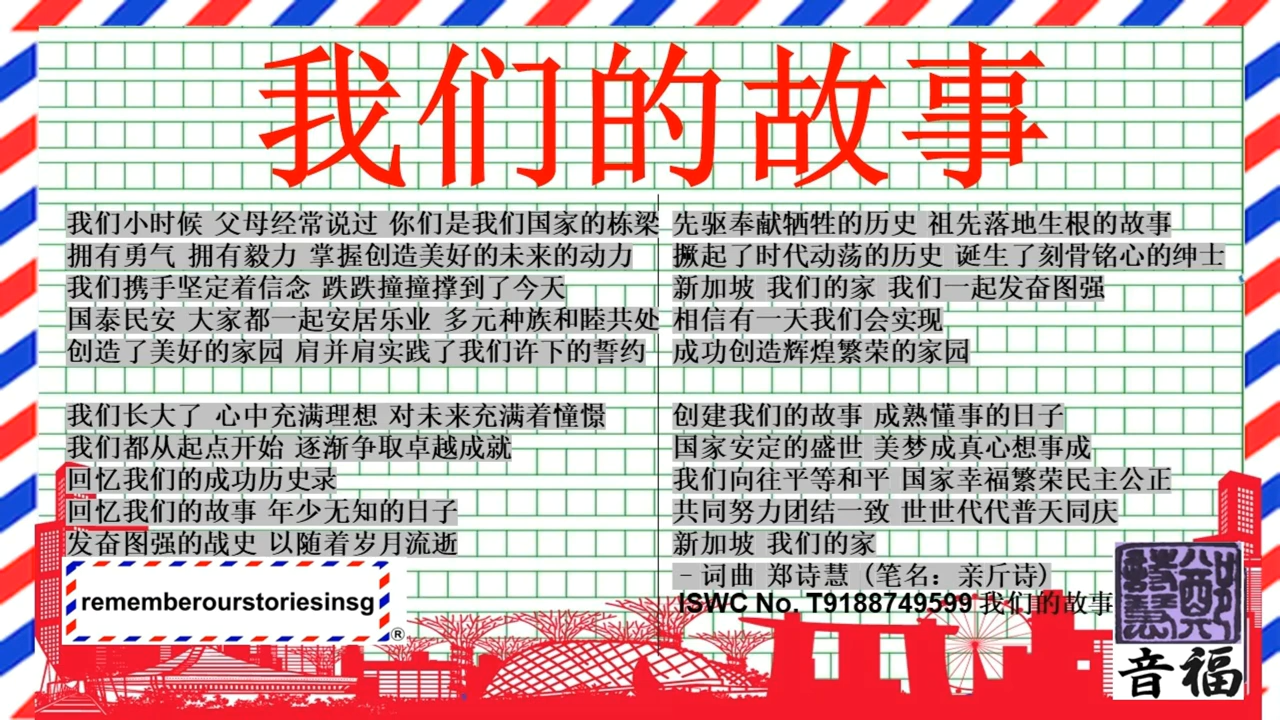 我们的故事
我们小时候 父母经常说过 你们是我们国家的栋梁
拥有勇气 拥有毅力 掌握创造美好的未来的动力
我们携手坚定着信念 跌跌撞撞撑到了今天
国泰民安 大家都一起安居乐业 多元种族和睦共处
创造了美好的家园 肩并肩实践了我们许下的誓约
我们长大了 心中充满理想 对未来充满着憧憬
我们都从起点开始 逐渐争取卓越成就
回忆我们的成功历史录
回忆我们的故事 年少无知的日子
发奋图强的战史 以随着岁月流逝
rememberourstoriesinsg
®
先驱奉献牺牲的历史 祖先落地生根的故事
撅起了时代动荡的历史 诞生了刻骨铭心的绅士
新加坡 我们的家 我们一起发奋图强
相信有一天我们会实现
成功创造辉煌繁荣的家园
创建我们的故事 成熟懂事的日子
国家安定的盛世 美梦成真心想事成
我们向往平等和平 国家幸福繁荣民主公正
共同努力团结一致 世世代代普天同庆
新加坡 我们的家
- 词曲 郑诗慧 (笔名：亲斤诗)
ISWC No. T9188749599 我们的故事
鄭詩慧
音福